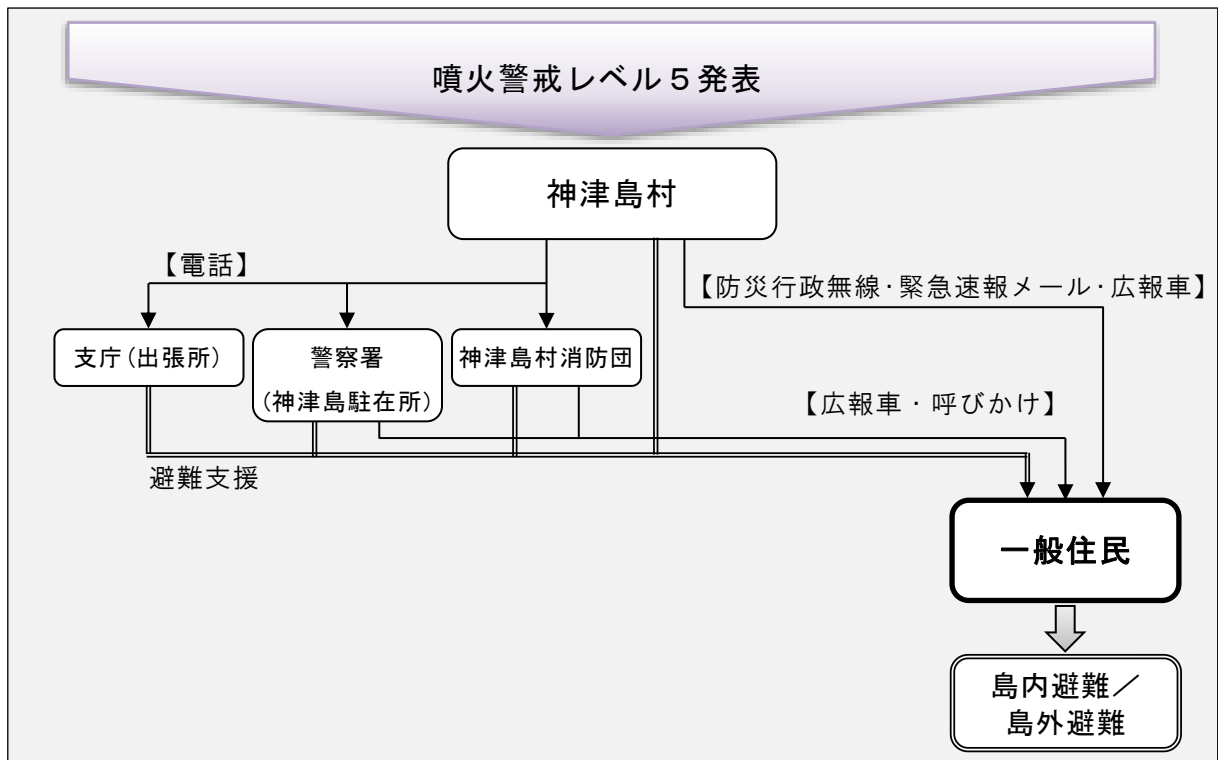 噴火警戒レベル５発表
神津島村
【電話】
【防災行政無線･緊急速報メール･広報車】
支庁(出張所)
警察署
(神津島駐在所)
神津島村消防団
【広報車・呼びかけ】
避難支援
一般住民
島内避難／
島外避難